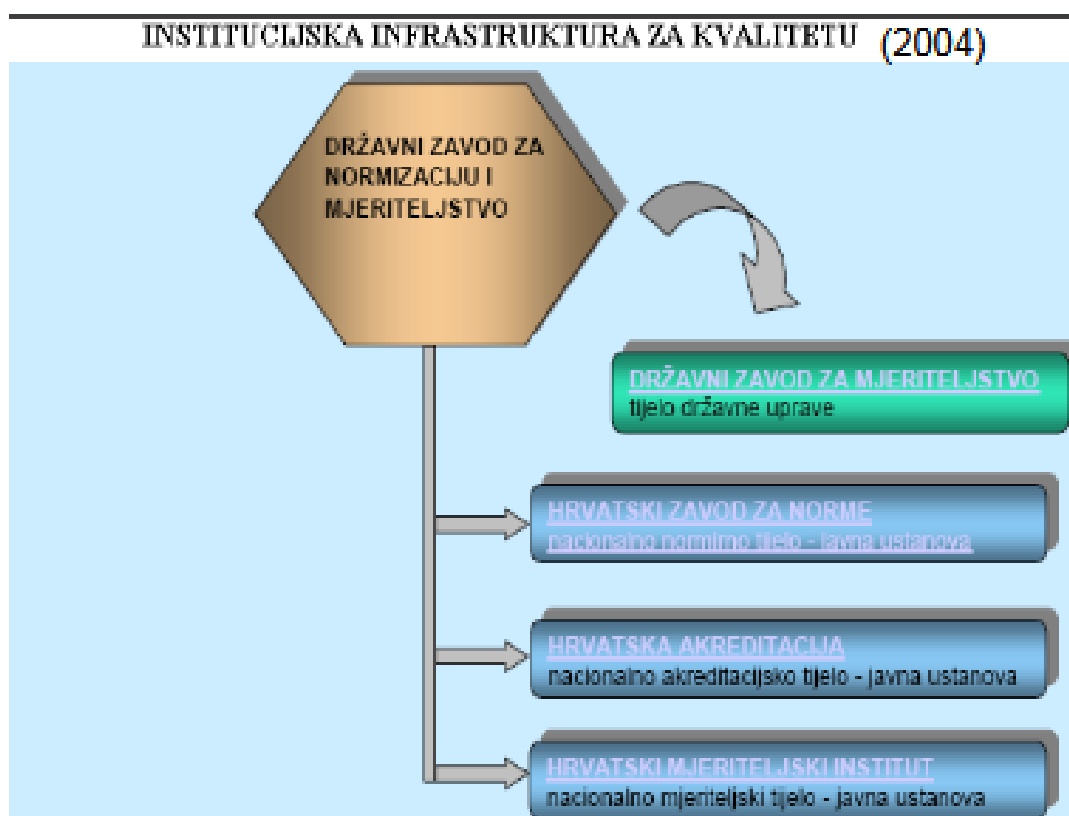 INSTITUCIJSKA INFRASTRUKTURA ZA KVALITETU (2004)
DRŽAVNI ZAVOD ZA
NORMIZACIJU I
MJERITELJSTVO
DRŽAVNI ZAVOD ZA MJERITELJSTVO
tijelo državne uprave
HRVATSKI ZAVOD ZA NORME
nacionalno normirno tijelo - javna ustanova
HRVATSKA AKREDITACIJA
nacionalno akreditacijsko tijelo - javna ustanova
HRVATSKI MJERITELJSKI INSTITUT
nacionalno mjeriteljski tijelo - javna ustanova